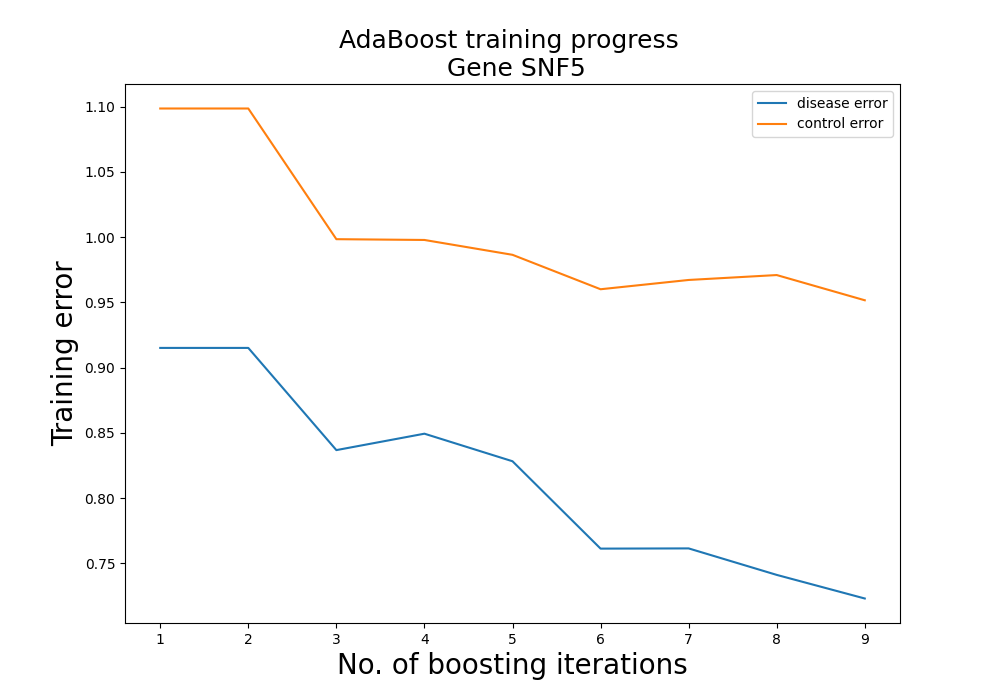 AdaBoost training progress
Gene SNF5
disease error
control error
Training error
1.10
1.05
1.00
0.95
0.90
0.85
0.80
0.75
1 2 3 4 5 6 7 8 9
No. of boosting iterations